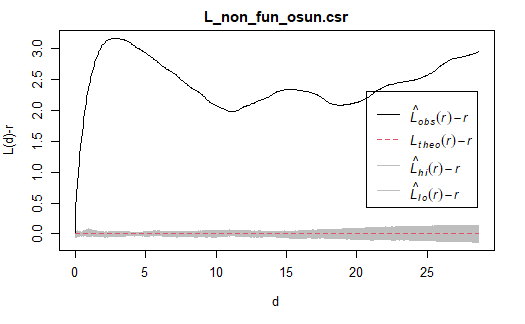 L_non_fun_osun.csr
L(d)-r
3.0
2.5
2.0
1.5
1.0
0.5
0.0
L̂obs(r)−r
Ltheo(r)−r
L̂hi(r)−r
L̂lo(r)−r
0 5 10 15 20 25
d